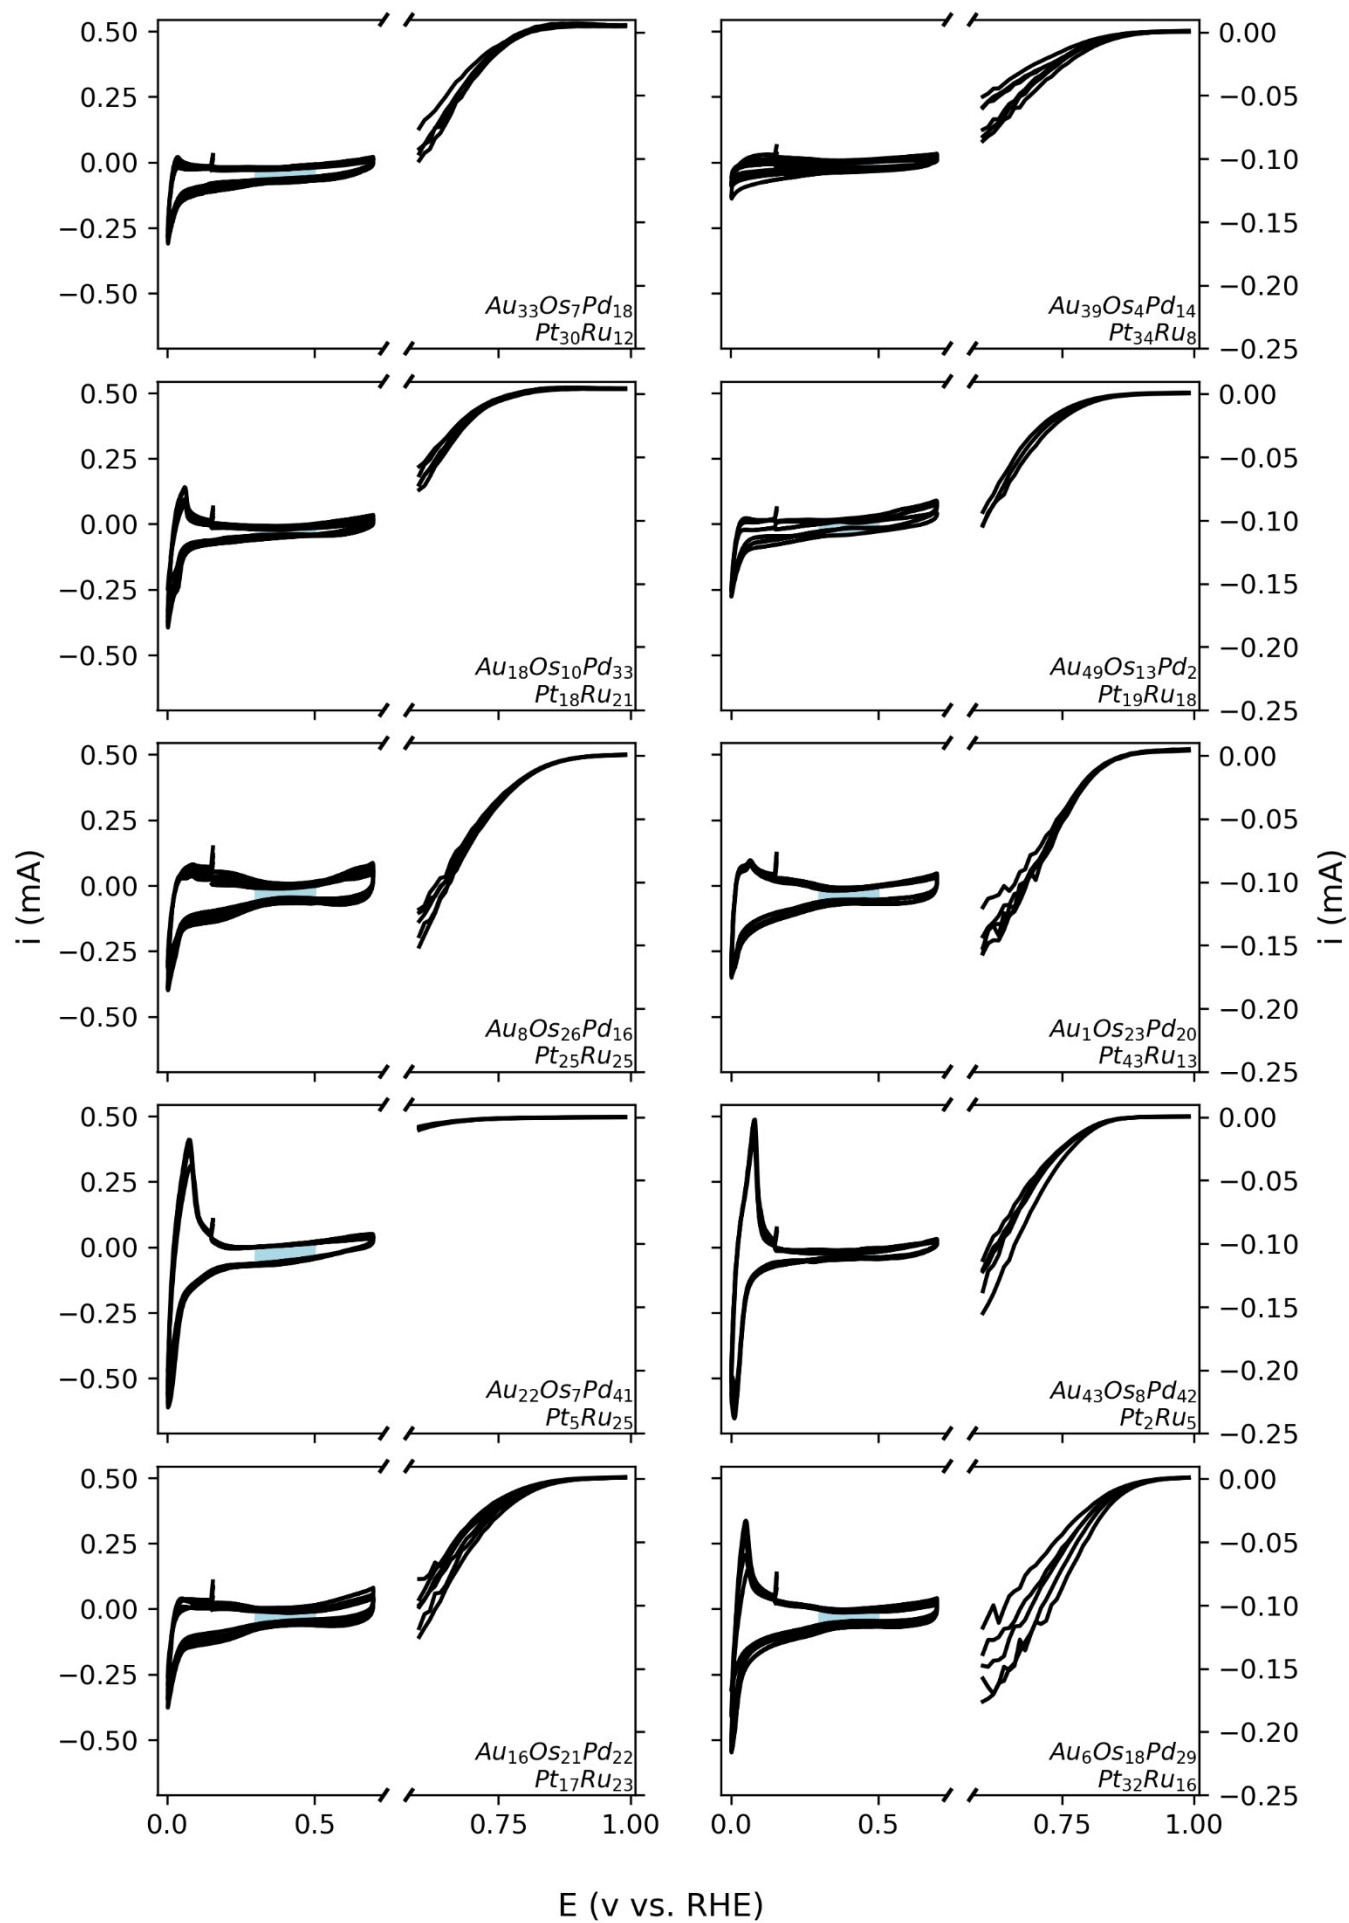 0.50
0.25
0.00
−0.25
−0.50
Au₃₃Os₇Pd₁₈
Pt₃₀Ru₁₂
0.00
−0.05
−0.10
−0.15
−0.20
−0.25
Au₃₉Os₄Pd₁₄
Pt₃₄Ru₈
0.50
0.25
0.00
−0.25
−0.50
Au₁₈Os₁₀Pd₃₃
Pt₁₈Ru₂₁
0.00
−0.05
−0.10
−0.15
−0.20
−0.25
Au₄₉Os₁₃Pd₂
Pt₁₉Ru₁₈
i (mA)
0.50
0.25
0.00
−0.25
−0.50
Au₈Os₂₆Pd₁₆
Pt₂₅Ru₂₅
0.00
−0.05
−0.10
−0.15
−0.20
−0.25
Au₁Os₂₃Pd₂₀
Pt₄₃Ru₁₃
i (mA)
0.50
0.25
0.00
−0.25
−0.50
Au₂₂Os₇Pd₄₁
Pt₅Ru₂₅
0.00
−0.05
−0.10
−0.15
−0.20
−0.25
Au₄₃Os₈Pd₄₂
Pt₂Ru₅
0.50
0.25
0.00
−0.25
−0.50
Au₁₆Os₂₁Pd₂₂
Pt₁₇Ru₂₃
0.00
−0.05
−0.10
−0.15
−0.20
−0.25
Au₆Os₁₈Pd₂₉
Pt₃₂Ru₁₆
0.0 0.5 0.75 1.00 0.0 0.5 0.75 1.00
E (v vs. RHE)